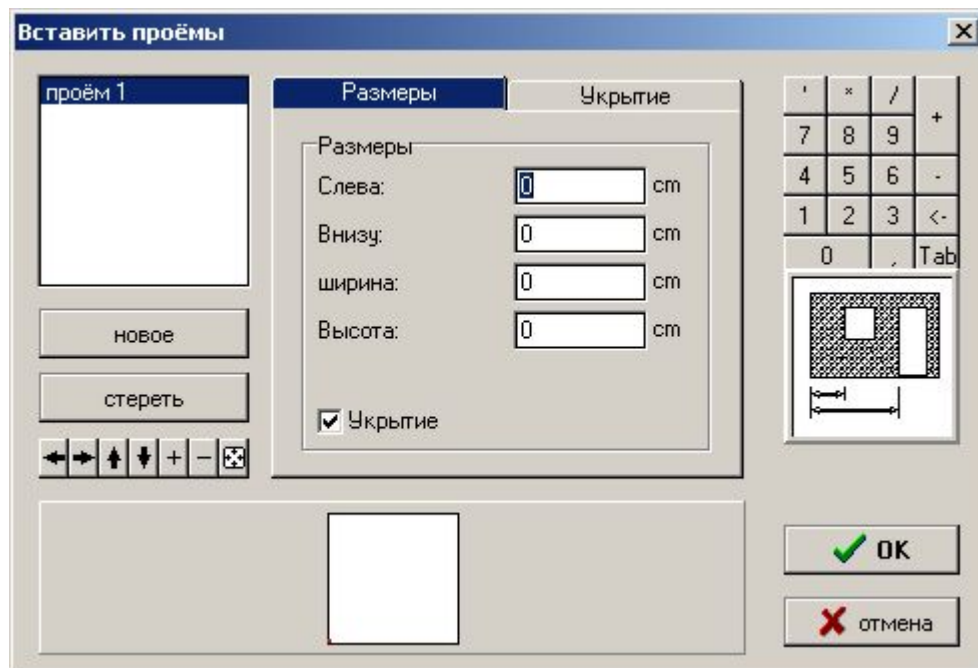 Вставить проёмы
проём 1
новое
стереть
Размеры
Укрытие
Размеры
Слева: 0 cm
Внизу: 0 cm
ширина: 0 cm
Высота: 0 cm
Укрытие
' * / +
7 8 9
4 5 6 -
1 2 3 <-
0 , Tab
OK
отмена